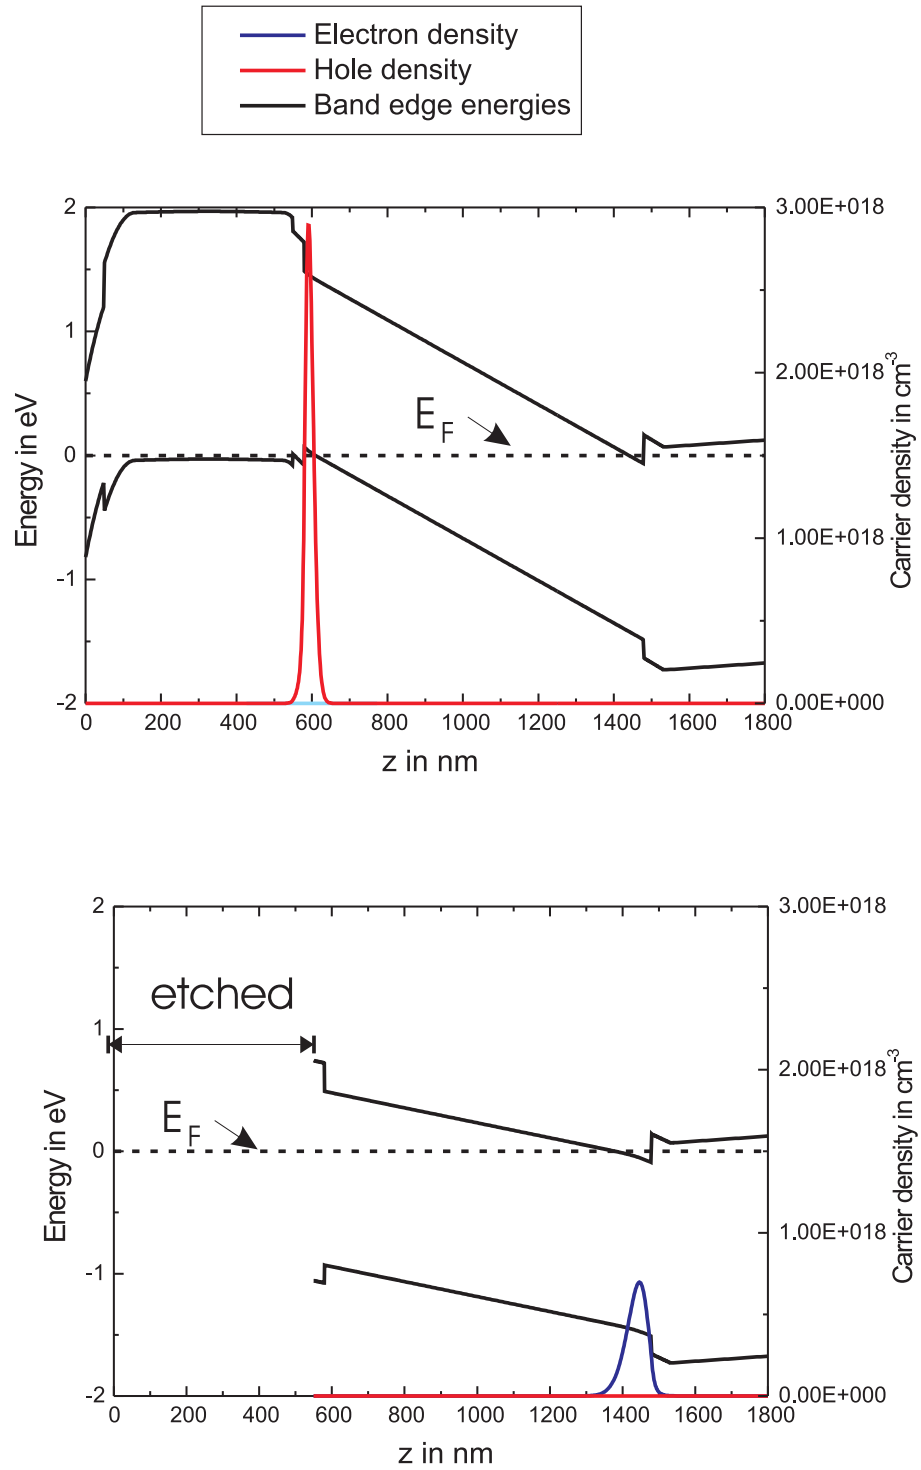 Electron density
Hole density
Band edge energies
2
1
0
-1
-2
Energy in eV
E_F
3.00E+018
2.00E+018
1.00E+018
0.00E+000
Carrier density in cm⁻³
0 200 400 600 800 1000 1200 1400 1600 1800
z in nm
2
1
0
-1
-2
Energy in eV
etched
E_F
3.00E+018
2.00E+018
1.00E+018
0.00E+000
Carrier density in cm⁻³
0 200 400 600 800 1000 1200 1400 1600 1800
z in nm